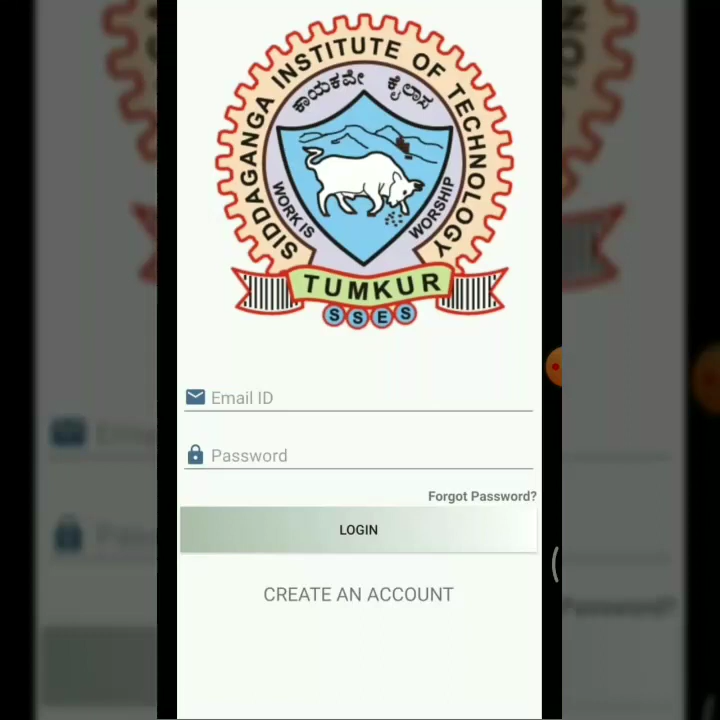 SIDDAGANGA INSTITUTE OF TECHNOLOGY
ಕಾಯಕವೇ ಕೈಲಾಸ
WORK IS WORSHIP
TUMKUR
SSES
Email ID
Password
Forgot Password?
LOGIN
CREATE AN ACCOUNT